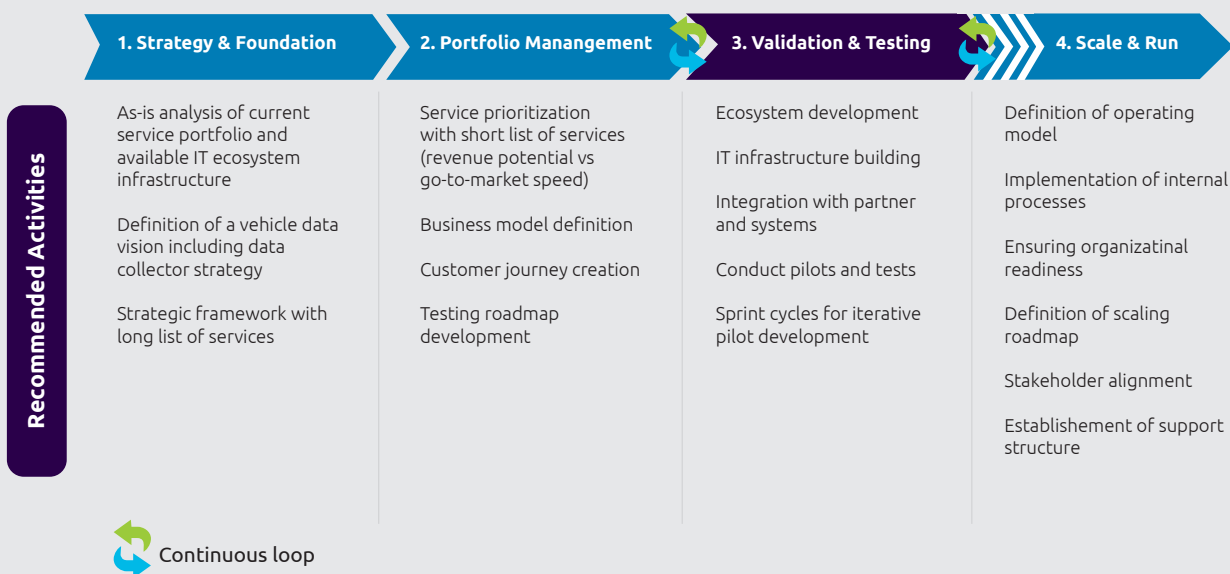 1. Strategy & Foundation
2. Portfolio Manangement
3. Validation & Testing
4. Scale & Run
Recommended Activities
As-is analysis of current
service portfolio and
available IT ecosystem
infrastructure
Definition of a vehicle data
vision including data
collector strategy
Strategic framework with
long list of services
Service prioritization
with short list of services
(revenue potential vs
go-to-market speed)
Business model definition
Customer journey creation
Testing roadmap
development
Ecosystem development
IT infrastructure building
Integration with partner
and systems
Conduct pilots and tests
Sprint cycles for iterative
pilot development
Definition of operating
model
Implementation of internal
processes
Ensuring organizatinal
readiness
Definition of scaling
roadmap
Stakeholder alignment
Establishement of support
structure
Continuous loop